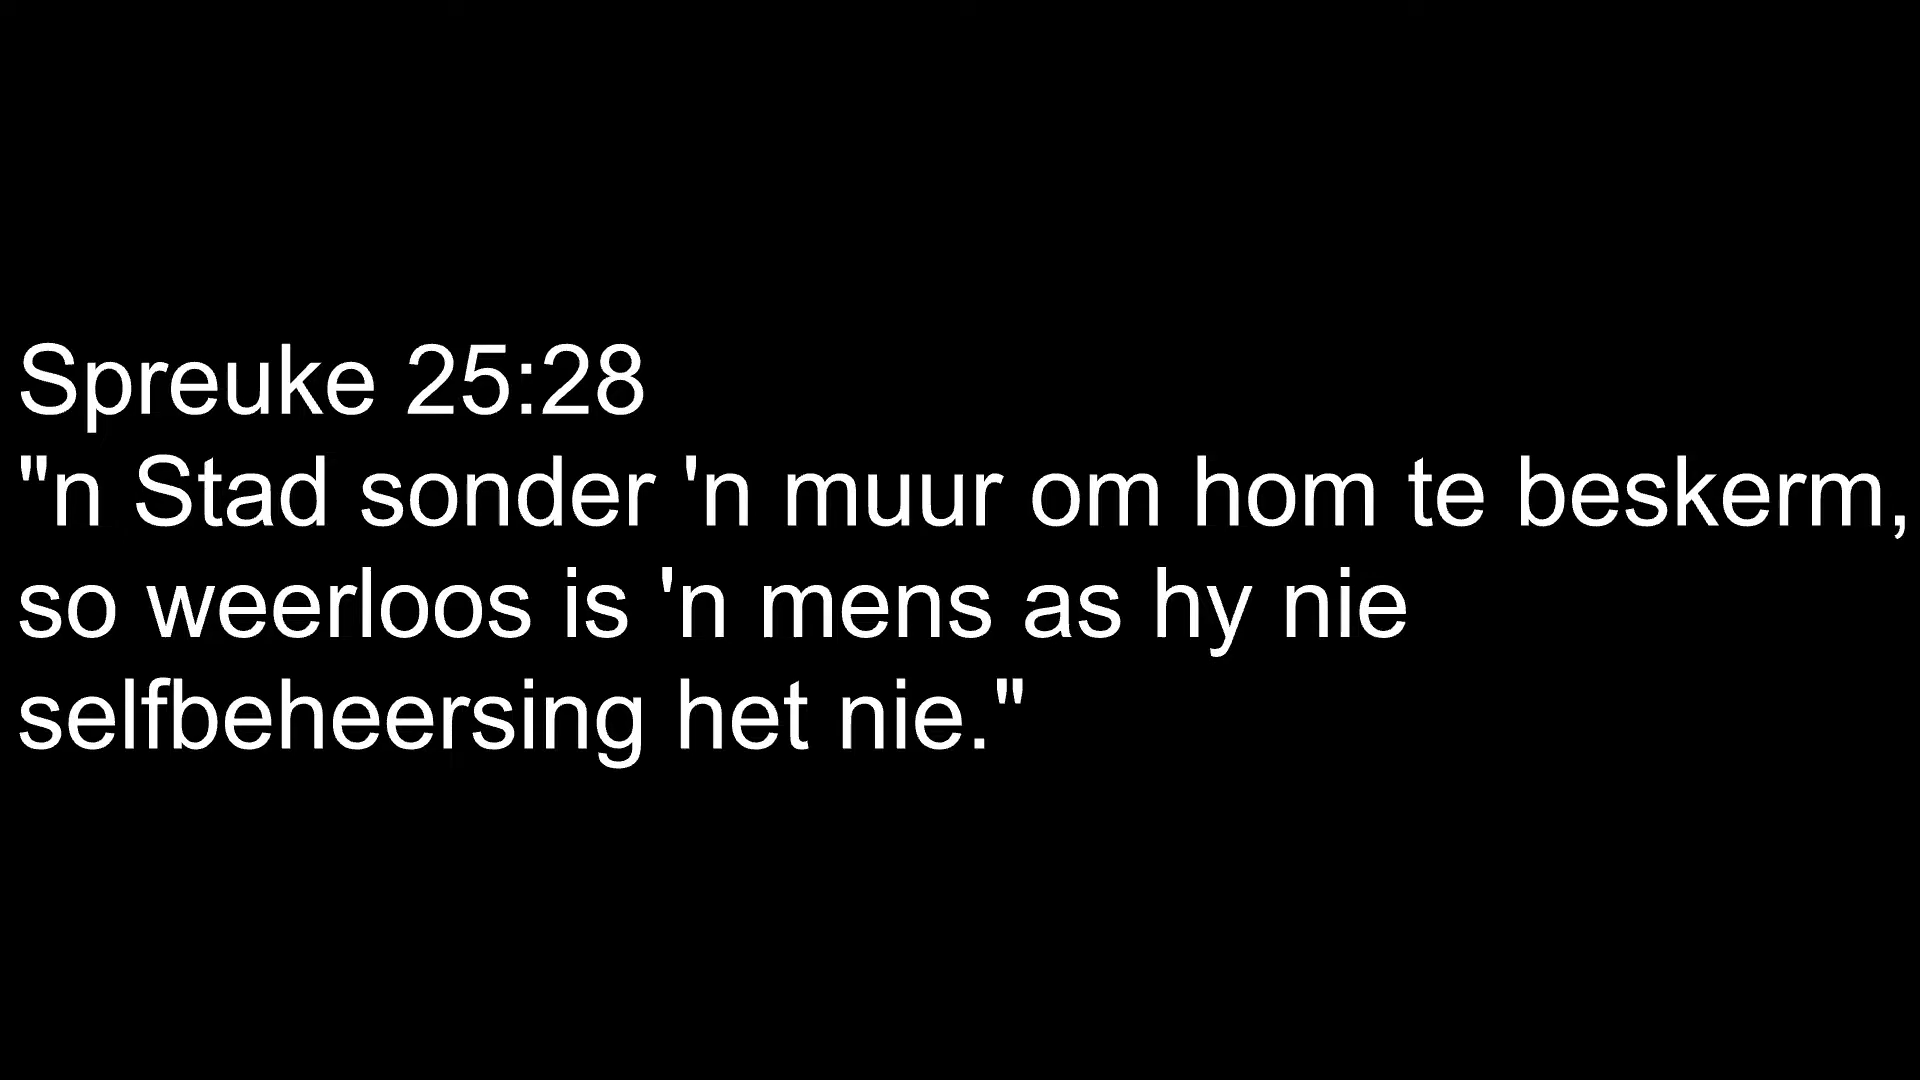 Spreuke 25:28
"n Stad sonder 'n muur om hom te beskerm,
so weerloos is 'n mens as hy nie
selfbeheersing het nie."